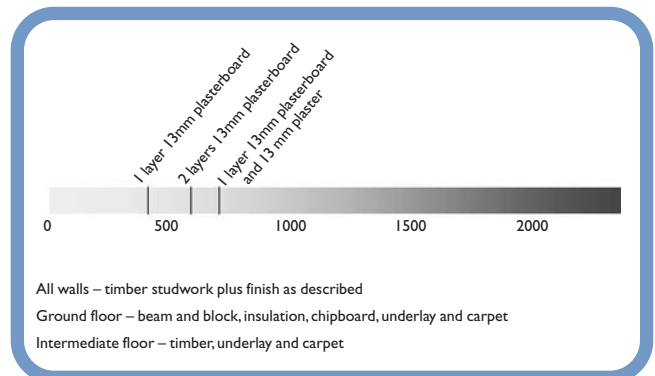 1 layer 13mm plasterboard
2 layers 13mm plasterboard
1 layer 13mm plasterboard
and 13 mm plaster
0 500 1000 1500 2000
All walls – timber studwork plus finish as described
Ground floor – beam and block, insulation, chipboard, underlay and carpet
Intermediate floor – timber, underlay and carpet